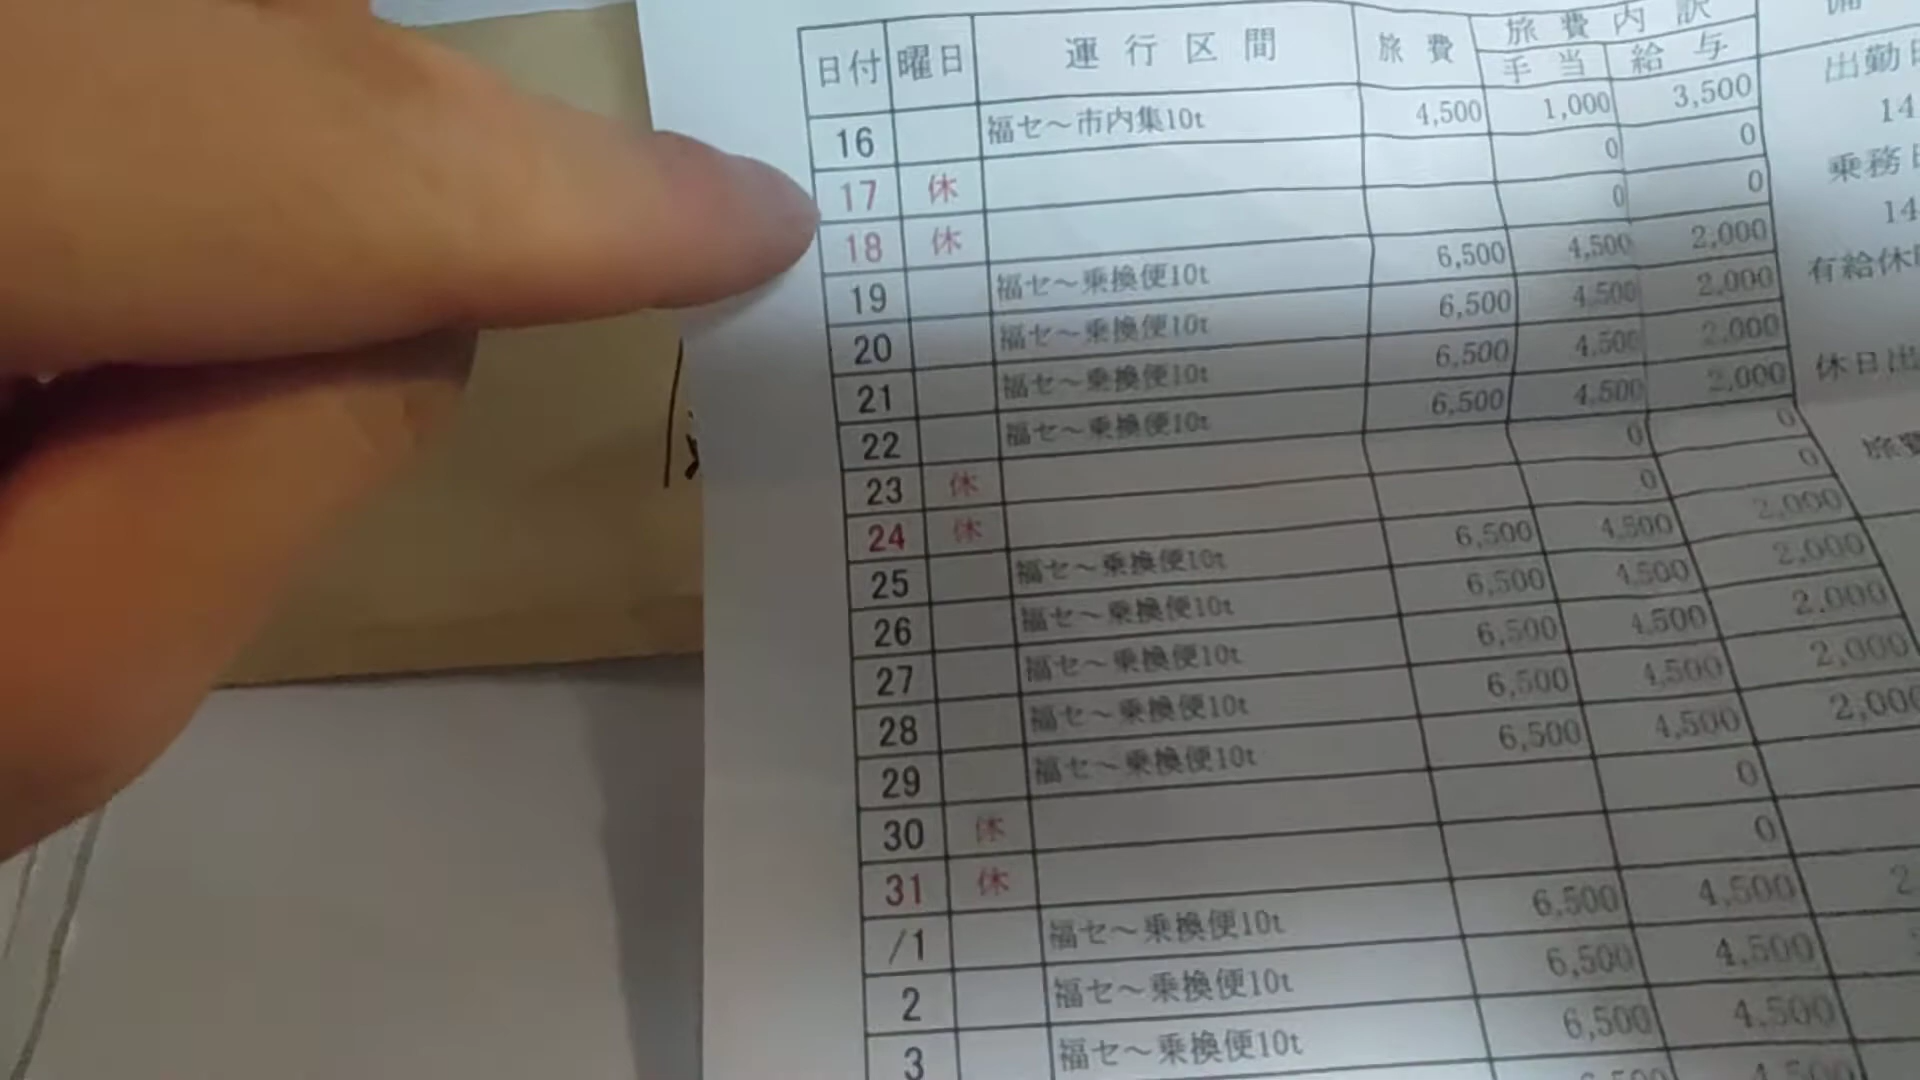 日付 曜日 運行区間 旅費 旅費内訳
手当 給与
出勤
16 福セ～市内集10t 4,500 1,000 3,500
14
17 休 0 0
乗務
18 休 0 0
14
19 福セ～乗換便10t 6,500 4,500 2,000
有給休
20 福セ～乗換便10t 6,500 4,500 2,000
21 福セ～乗換便10t 6,500 4,500 2,000
休日出
22 福セ～乗換便10t 6,500 4,500 2,000
23 休 0 0
旅費
24 休 0 0
25 福セ～乗換便10t 6,500 4,500 2,000
26 福セ～乗換便10t 6,500 4,500 2,000
27 福セ～乗換便10t 6,500 4,500 2,000
28 福セ～乗換便10t 6,500 4,500 2,000
29 福セ～乗換便10t 6,500 4,500 2,000
30 休 0
31 休 0
/1 福セ～乗換便10t 6,500 4,500 2
2 福セ～乗換便10t 6,500 4,500
3 福セ～乗換便10t 6,500 4,500